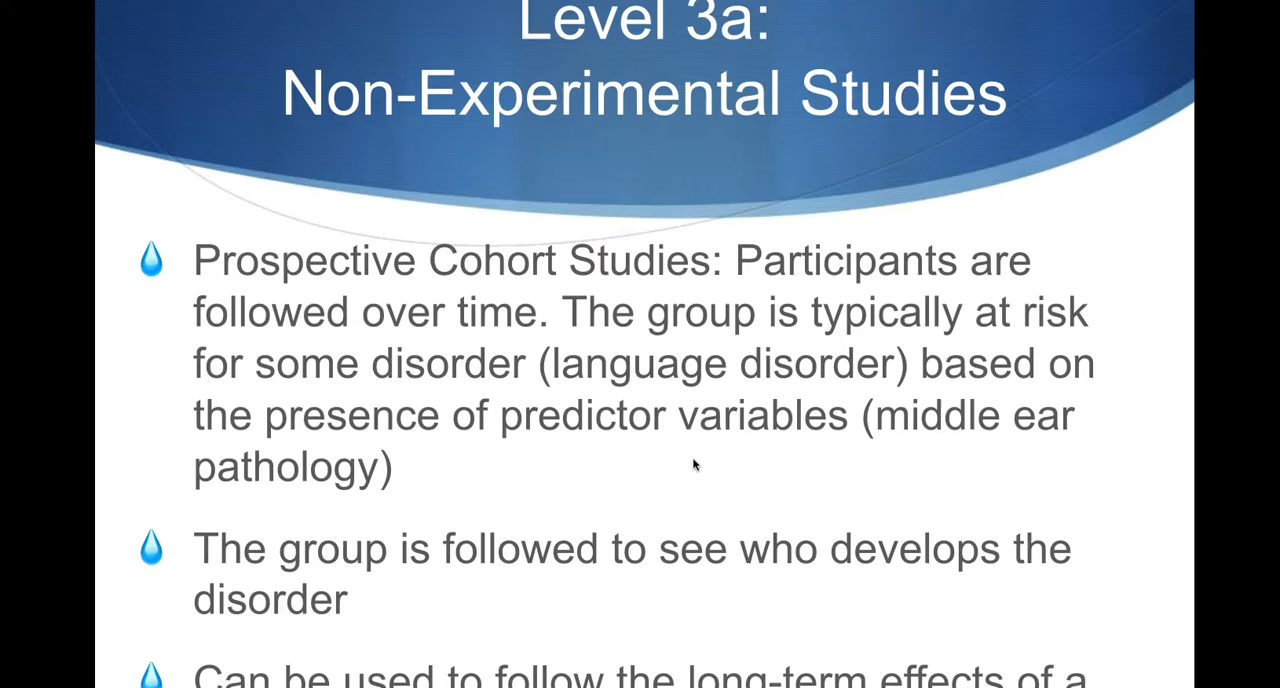 Level 3a:
Non-Experimental Studies
Prospective Cohort Studies: Participants are
followed over time. The group is typically at risk
for some disorder (language disorder) based on
the presence of predictor variables (middle ear
pathology)
The group is followed to see who develops the
disorder
Can be used to follow the long-term effects of a